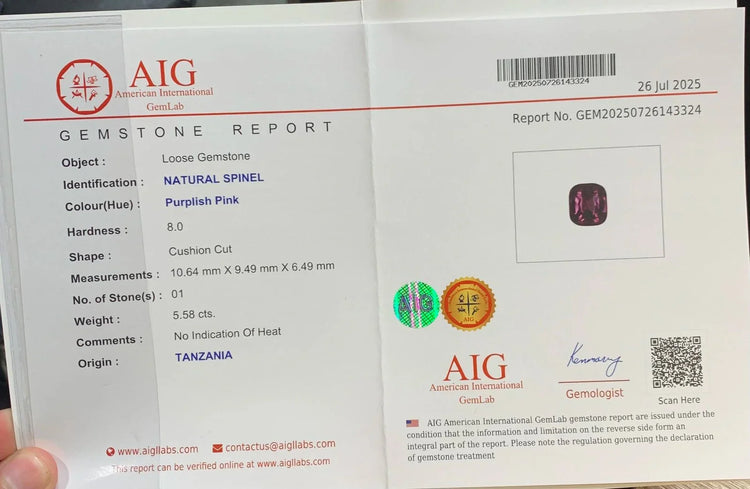 AIG
American International
GemLab
GEMSTONE REPORT
Object : Loose Gemstone
Identification : NATURAL SPINEL
Colour(Hue) : Purplish Pink
Hardness : 8.0
Shape : Cushion Cut
Measurements : 10.64 mm X 9.49 mm X 6.49 mm
No. of Stone(s) : 01
Weight : 5.58 cts.
Comments : No Indication Of Heat
Origin : TANZANIA
www.aigllabs.com contactus@aigllabs.com
This report can be verified online at www.aigllabs.com
GEM20250726143324
26 Jul 2025
Report No. GEM20250726143324
AIG
AIG
AIG
American International
GemLab
Gemologist
Scan Here
AIG American International GemLab gemstone report are issued under the
condition that the information and limitation on the reverse side form an
integral part of the report. Please note the regulation governing the declaration
of gemstone treatment